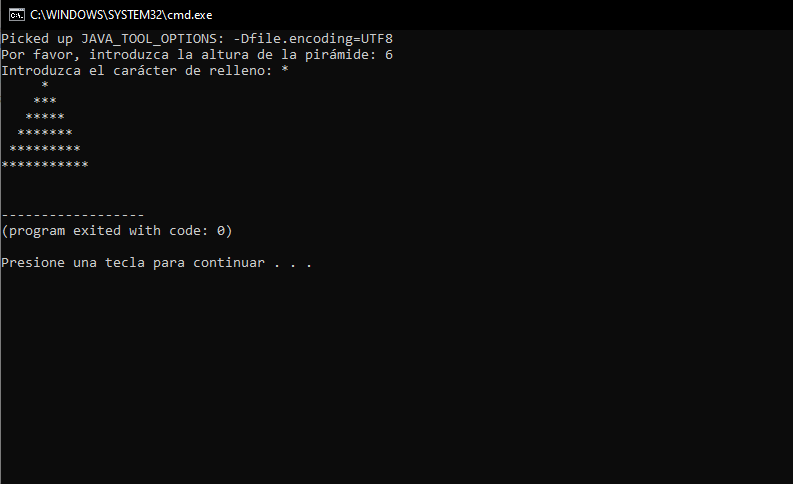 C:\WINDOWS\SYSTEM32\cmd.exe
Picked up JAVA_TOOL_OPTIONS: -Dfile.encoding=UTF8
Por favor, introduzca la altura de la pirámide: 6
Introduzca el carácter de relleno: *
     *
    ***
   *****
  *******
 *********
***********
------------------
(program exited with code: 0)
Presione una tecla para continuar . . .